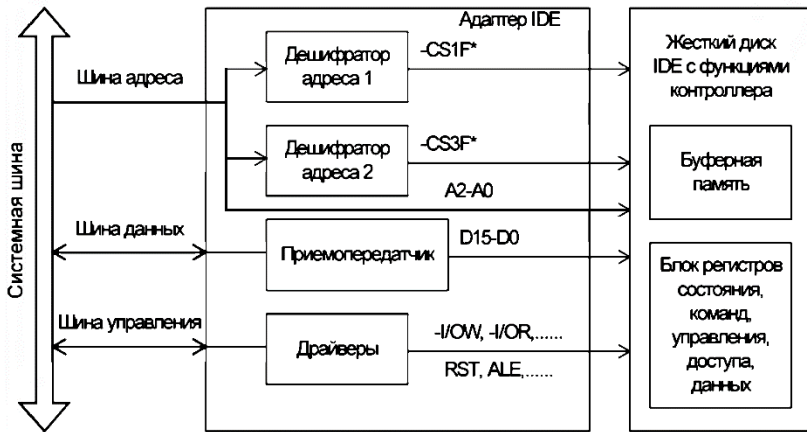 Адаптер IDE
Дешифратор
адреса 1
-CS1F*
Жесткий диск
IDE с функциями
контроллера
Шина адреса
Дешифратор
адреса 2
-CS3F*
Буферная
память
A2-A0
Системная шина
Шина данных
Приемопередатчик
D15-D0
Блок регистров
состояния,
команд,
управления,
доступа,
данных
Шина управления
Драйверы
-I/OW, -I/OR,......
RST, ALE,......